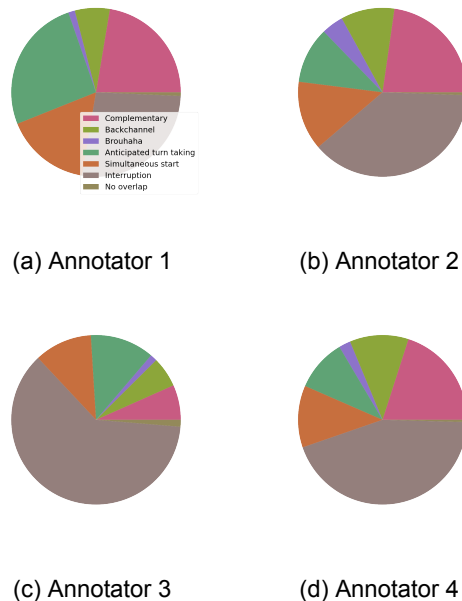 Complementary
Backchannel
Brouhaha
Anticipated turn taking
Simultaneous start
Interruption
No overlap
(a) Annotator 1
(b) Annotator 2
(c) Annotator 3
(d) Annotator 4